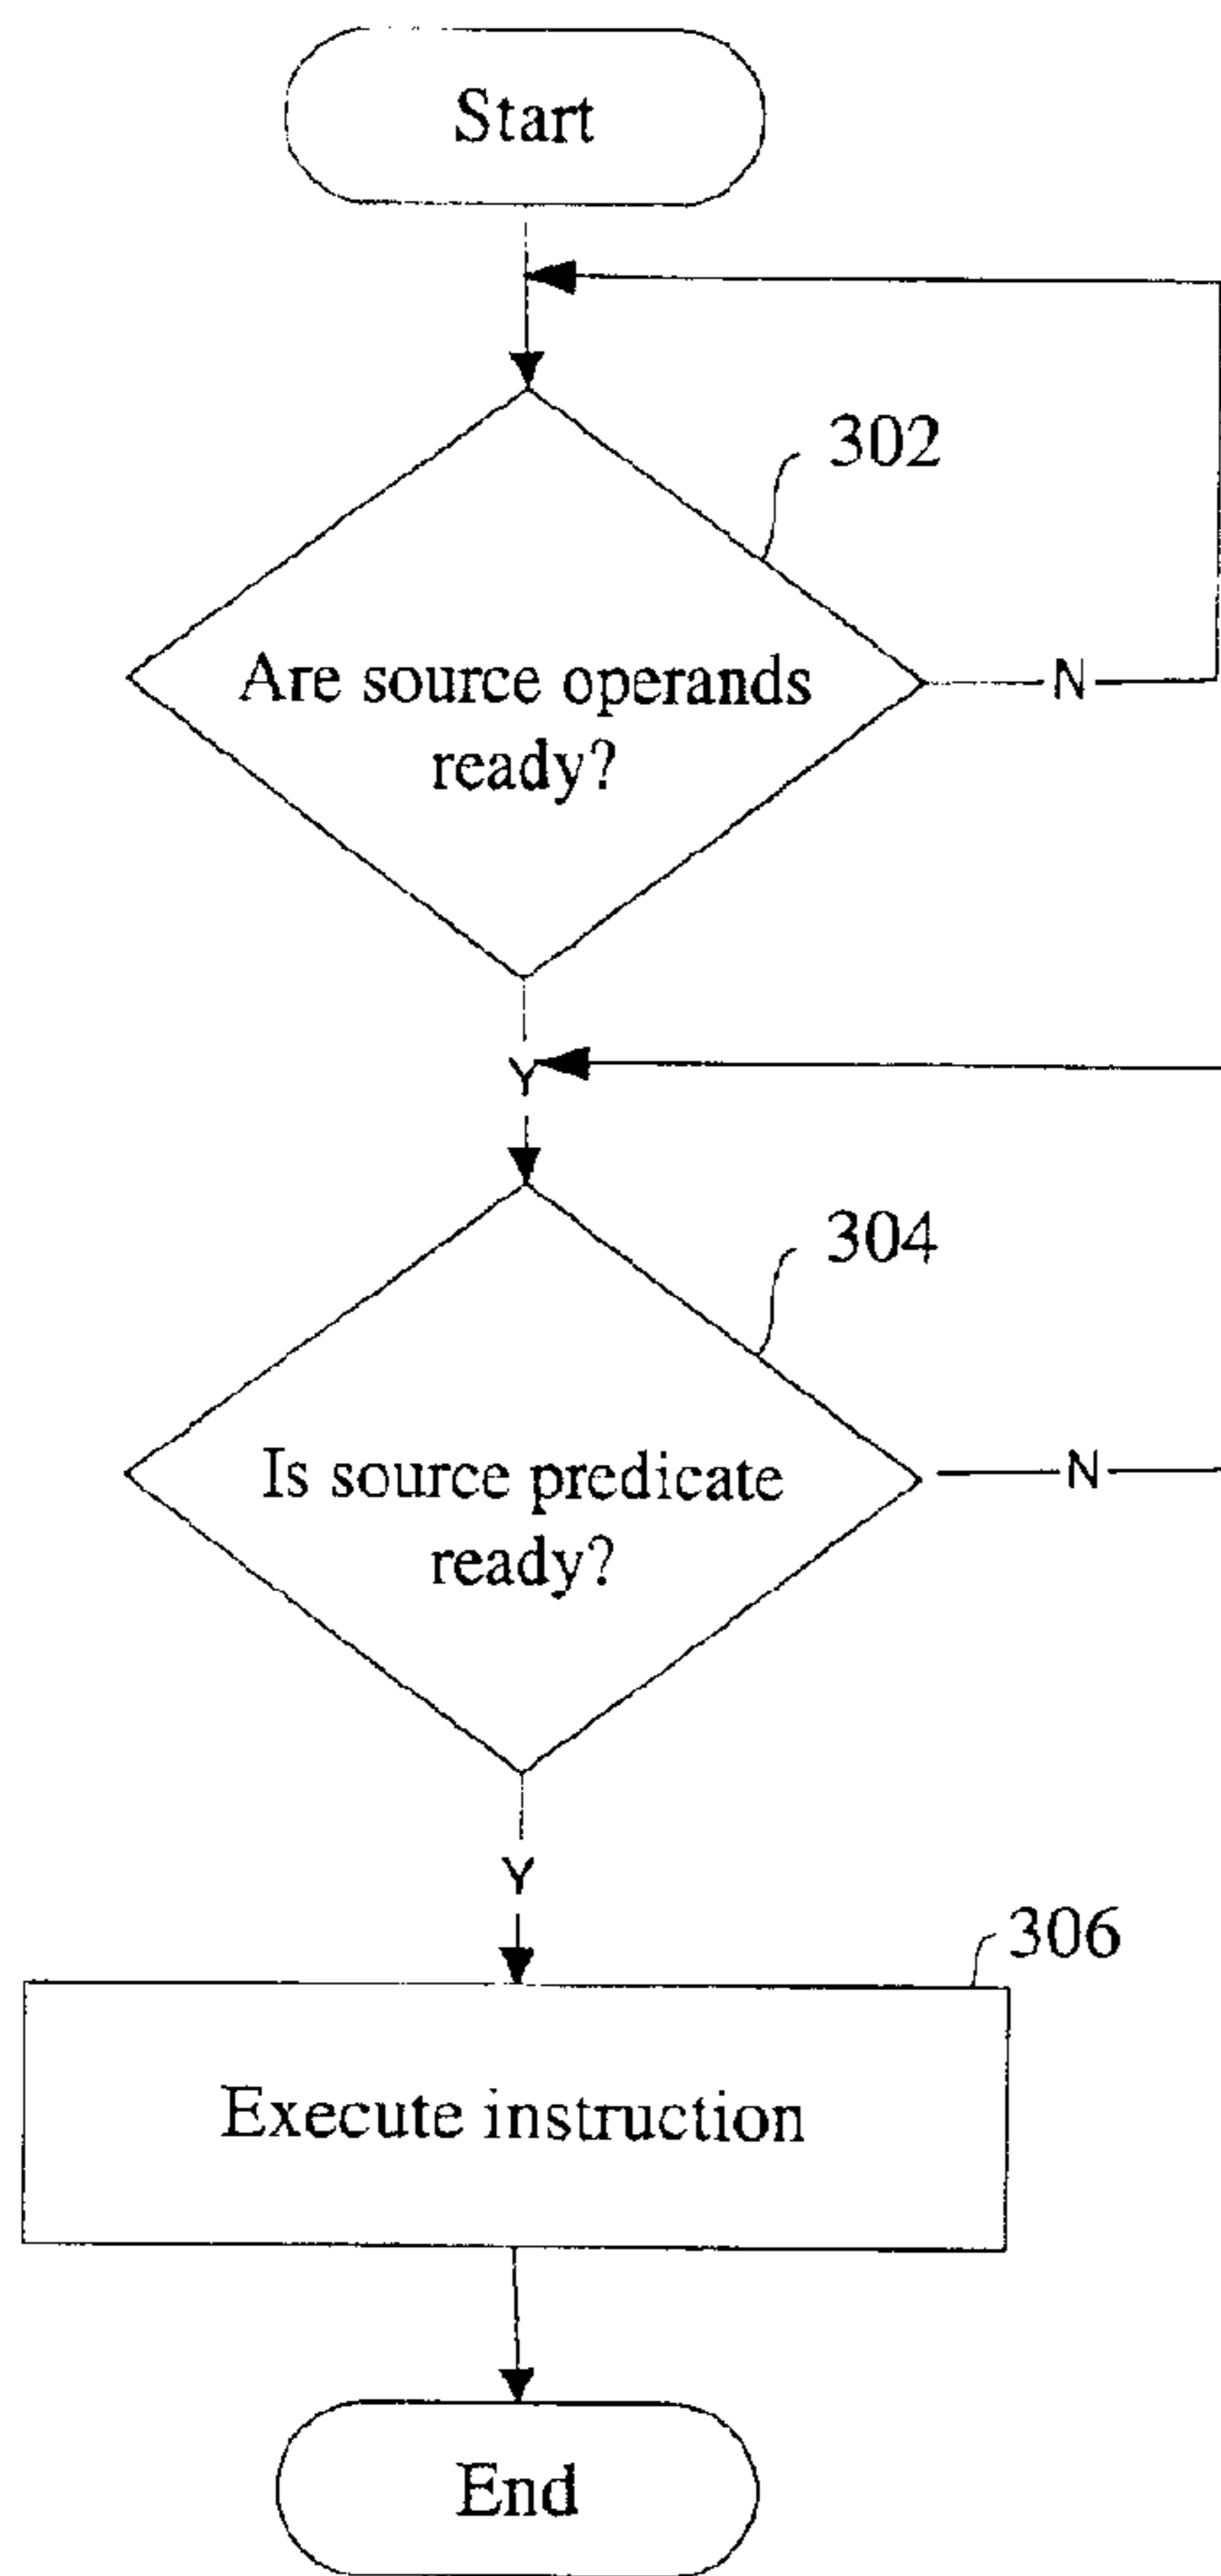 Start
302
Are source operands
ready?
N
Y
304
Is source predicate
ready?
N
Y
306
Execute instruction
End